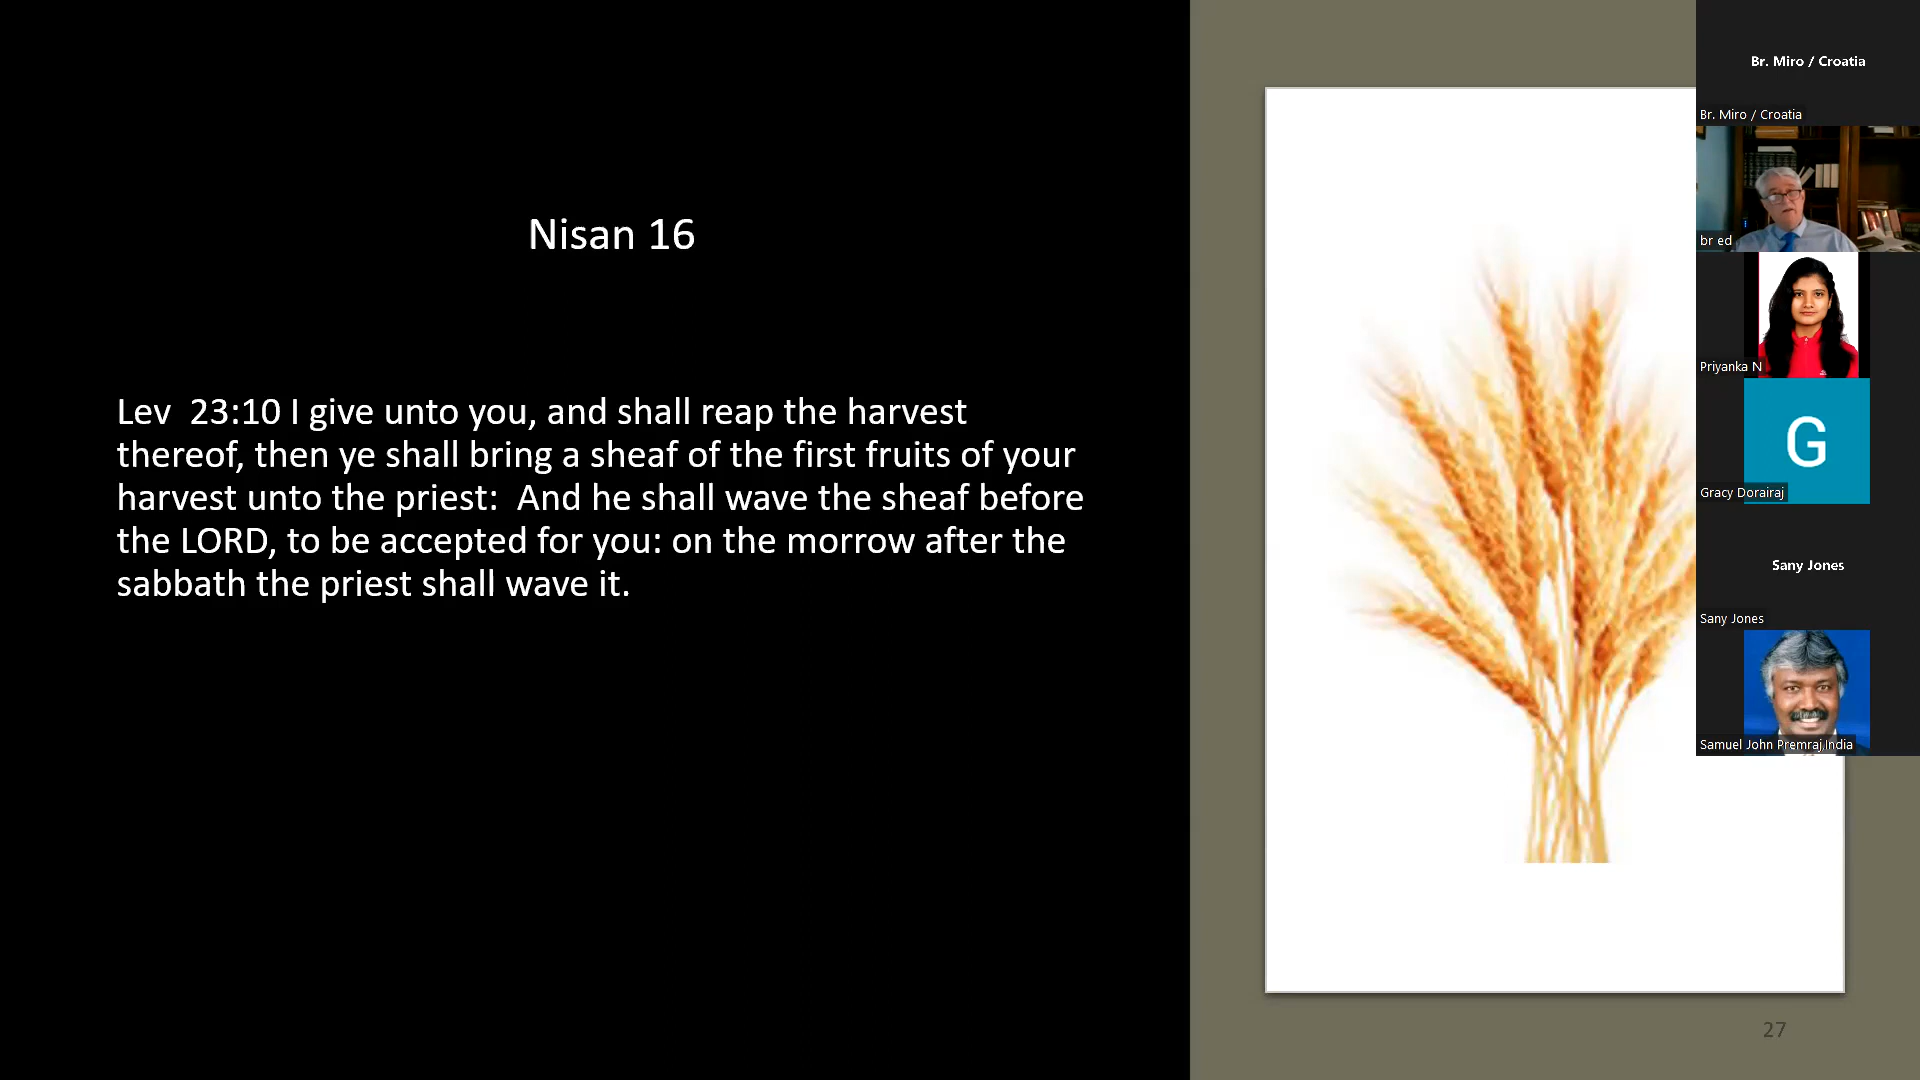 Nisan 16
Lev  23:10 I give unto you, and shall reap the harvest
thereof, then ye shall bring a sheaf of the first fruits of your
harvest unto the priest:  And he shall wave the sheaf before
the LORD, to be accepted for you: on the morrow after the
sabbath the priest shall wave it.
27
Br. Miro / Croatia
Br. Miro / Croatia
br ed
Priyanka N
G
Gracy Dorairaj
Sany Jones
Sany Jones
Samuel John Premraj,India